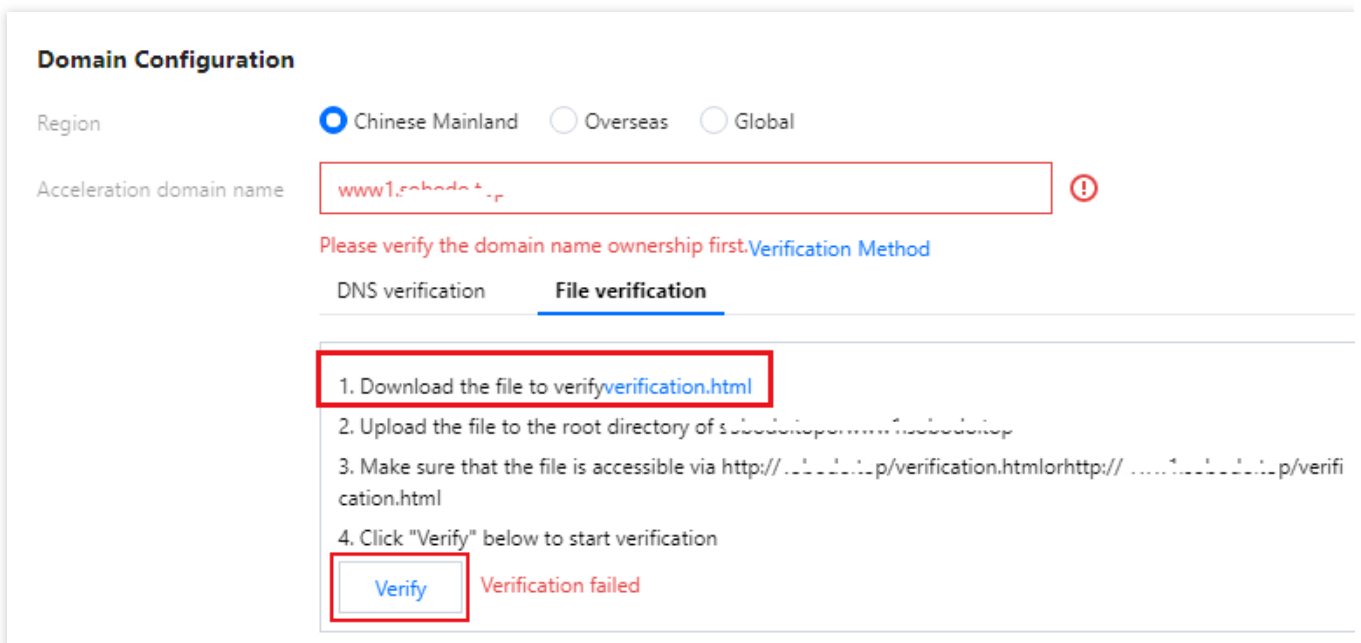 Domain Configuration
Region Chinese Mainland Overseas Global
Acceleration domain name www1.
Please verify the domain name ownership first.Verification Method
DNS verification File verification
1. Download the file to verifyverification.html
2. Upload the file to the root directory of
3. Make sure that the file is accessible via http:// p/verification.htmlorhttp:// p/verifi
cation.html
4. Click "Verify" below to start verification
Verify Verification failed